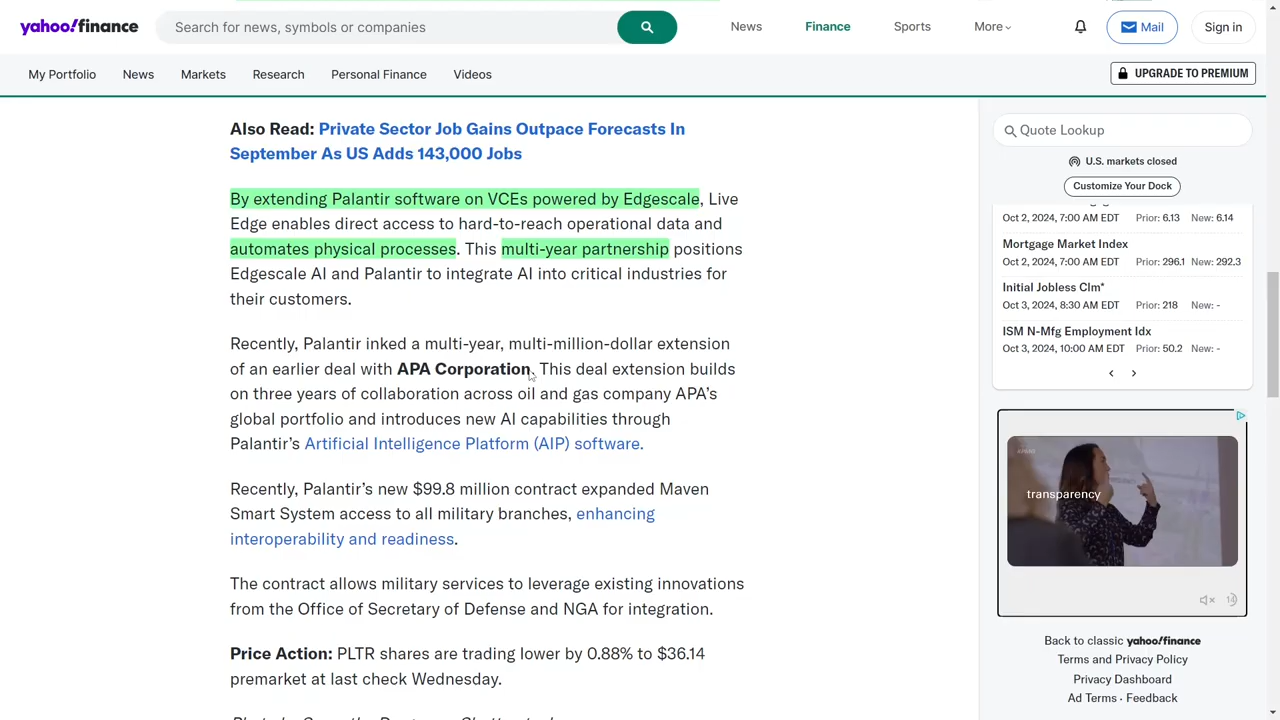 yahoo!finance
Search for news, symbols or companies
News
Finance
Sports
More
Mail
Sign in
My Portfolio
News
Markets
Research
Personal Finance
Videos
UPGRADE TO PREMIUM
Also Read: Private Sector Job Gains Outpace Forecasts In
September As US Adds 143,000 Jobs
By extending Palantir software on VCEs powered by Edgescale, Live
Edge enables direct access to hard-to-reach operational data and
automates physical processes. This multi-year partnership positions
Edgescale AI and Palantir to integrate AI into critical industries for
their customers.
Recently, Palantir inked a multi-year, multi-million-dollar extension
of an earlier deal with APA Corporation. This deal extension builds
on three years of collaboration across oil and gas company APA’s
global portfolio and introduces new AI capabilities through
Palantir’s Artificial Intelligence Platform (AIP) software.
Recently, Palantir’s new $99.8 million contract expanded Maven
Smart System access to all military branches, enhancing
interoperability and readiness.
The contract allows military services to leverage existing innovations
from the Office of Secretary of Defense and NGA for integration.
Price Action: PLTR shares are trading lower by 0.88% to $36.14
premarket at last check Wednesday.
Quote Lookup
U.S. markets closed
Customize Your Dock
Oct 2, 2024, 7:00 AM EDT Prior: 6.13 New: 6.14
Mortgage Market Index
Oct 2, 2024, 7:00 AM EDT Prior: 296.1 New: 292.3
Initial Jobless Clm*
Oct 3, 2024, 8:30 AM EDT Prior: 218 New: -
ISM N-Mfg Employment Idx
Oct 3, 2024, 10:00 AM EDT Prior: 50.2 New: -
transparency
Back to classic yahoo!finance
Terms and Privacy Policy
Privacy Dashboard
Ad Terms · Feedback